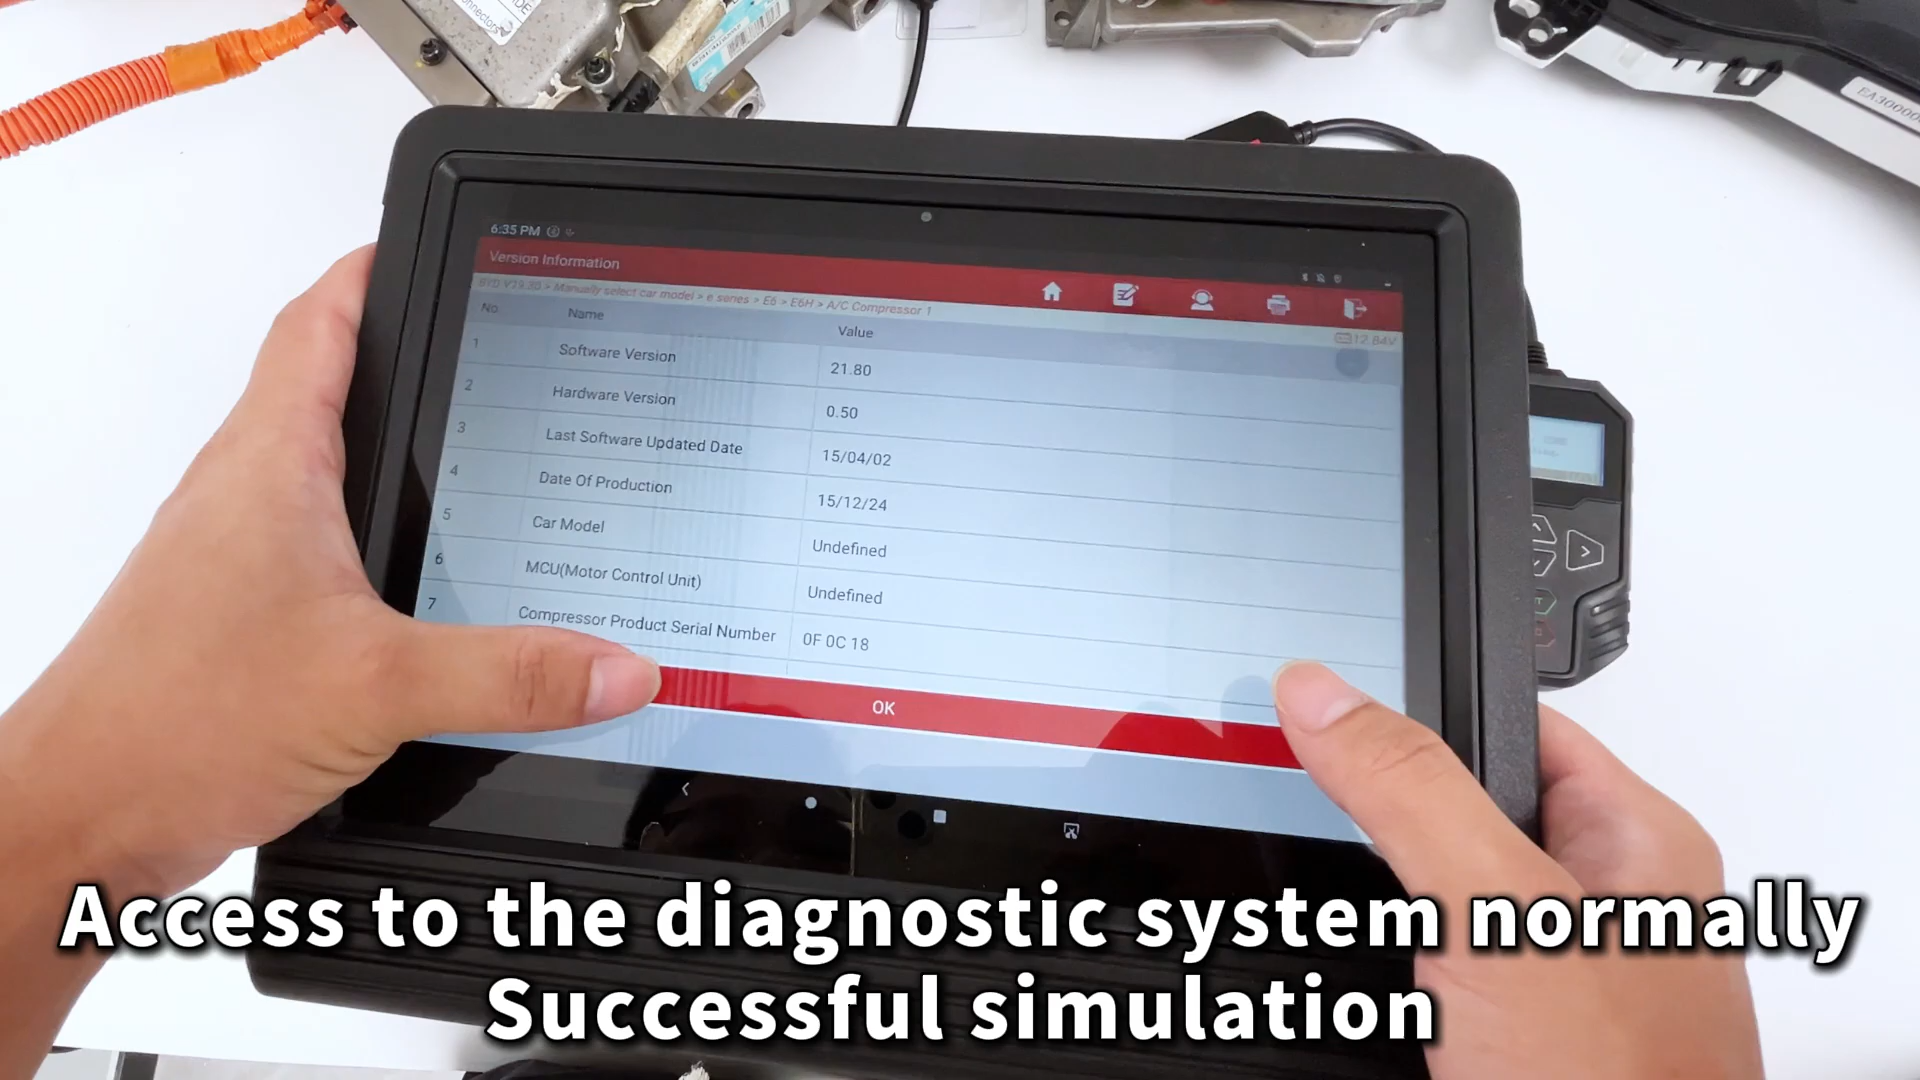 connectors
EA30000
6:35 PM
Version Information
BYD V19.30 > Manually select car model > e series > E6 > E6H > A/C Compressor 1
12.84V
No. Name Value
1 Software Version 21.80
2 Hardware Version 0.50
3 Last Software Updated Date 15/04/02
4 Date Of Production 15/12/24
5 Car Model Undefined
6 MCU(Motor Control Unit) Undefined
7 Compressor Product Serial Number 0F 0C 18
OK
Access to the diagnostic system normally
Successful simulation